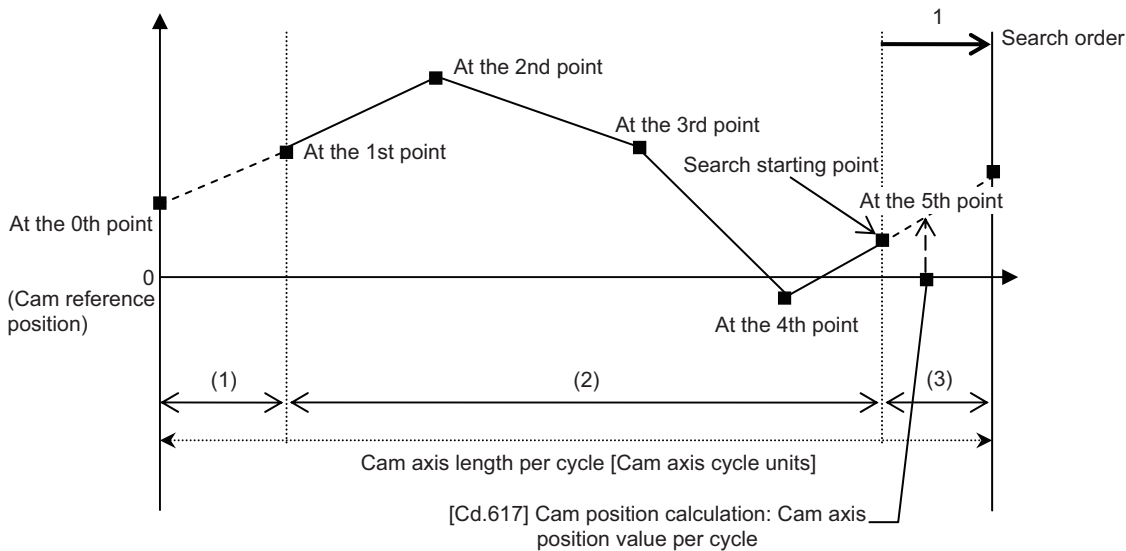 1
Search order
At the 2nd point
At the 3rd point
At the 1st point
Search starting point
At the 5th point
At the 0th point
0
(Cam reference
position)
At the 4th point
(1)
(2)
(3)
Cam axis length per cycle [Cam axis cycle units]
[Cd.617] Cam position calculation: Cam axis
position value per cycle